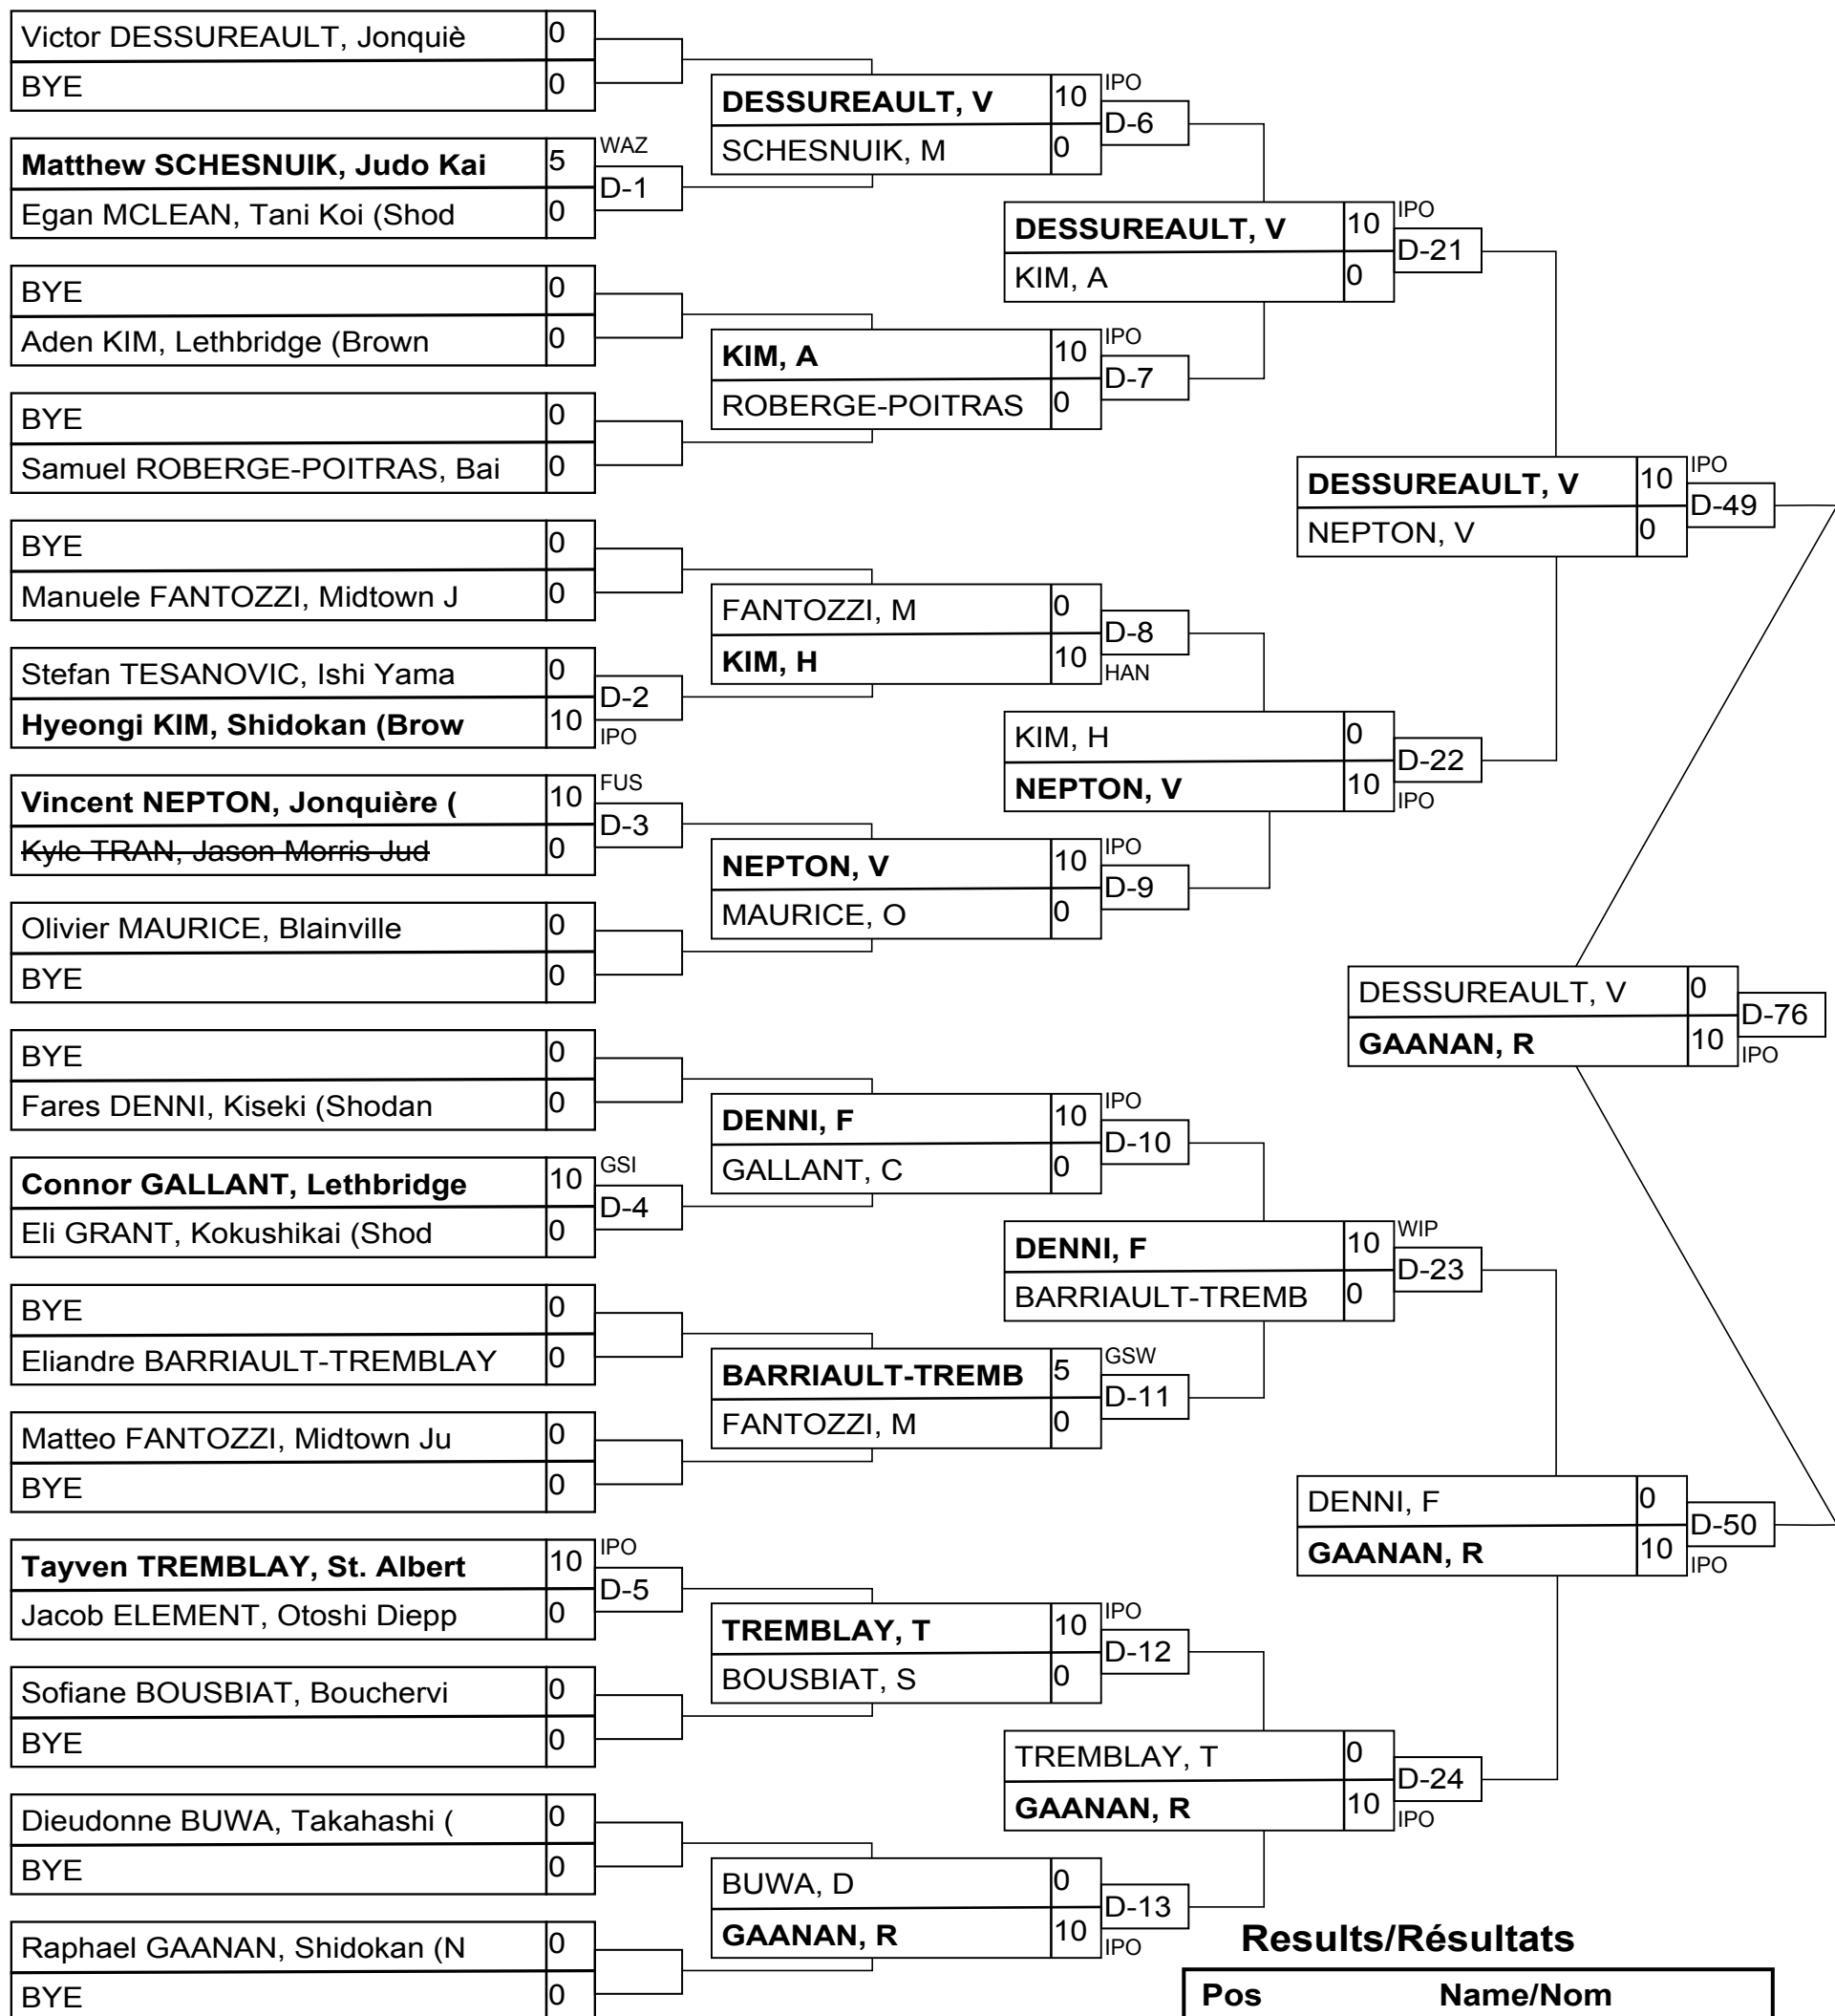 Victor DESSUREAULT, Jonquiè 0
BYE 0
Matthew SCHESNUIK, Judo Kai 5 WAZ
D-1
Egan MCLEAN, Tani Koi (Shod 0
BYE 0
Aden KIM, Lethbridge (Brown 0
BYE 0
Samuel ROBERGE-POITRAS, Bai 0
BYE 0
Manuele FANTOZZI, Midtown J 0
Stefan TESANOVIC, Ishi Yama 0
D-2
Hyeongi KIM, Shidokan (Brow 10 IPO
Vincent NEPTON, Jonquière ( 10 FUS
D-3
Kyle TRAN, Jason Morris Jud 0
Olivier MAURICE, Blainville 0
BYE 0
BYE 0
Fares DENNI, Kiseki (Shodan 0
Connor GALLANT, Lethbridge 10 GSI
D-4
Eli GRANT, Kokushikai (Shod 0
BYE 0
Eliandre BARRIAULT-TREMBLAY 0
Matteo FANTOZZI, Midtown Ju 0
BYE 0
Tayven TREMBLAY, St. Albert 10 IPO
D-5
Jacob ELEMENT, Otoshi Diepp 0
Sofiane BOUSBIAT, Bouchervi 0
BYE 0
Dieudonne BUWA, Takahashi ( 0
BYE 0
Raphael GAANAN, Shidokan (N 0
BYE 0
DESSUREAULT, V 10 IPO
D-6
SCHESNUIK, M 0
KIM, A 10 IPO
D-7
ROBERGE-POITRAS 0
FANTOZZI, M 0
D-8
KIM, H 10 HAN
NEPTON, V 10 IPO
D-9
MAURICE, O 0
DENNI, F 10 IPO
D-10
GALLANT, C 0
BARRIAULT-TREMB 5 GSW
D-11
FANTOZZI, M 0
TREMBLAY, T 10 IPO
D-12
BOUSBIAT, S 0
BUWA, D 0
D-13
GAANAN, R 10 IPO
DESSUREAULT, V 10 IPO
D-21
KIM, A 0
KIM, H 0
D-22
NEPTON, V 10 IPO
DENNI, F 10 WIP
D-23
BARRIAULT-TREMB 0
TREMBLAY, T 0
D-24
GAANAN, R 10 IPO
DESSUREAULT, V 10 IPO
D-49
NEPTON, V 0
DENNI, F 0
D-50
GAANAN, R 10 IPO
DESSUREAULT, V 0
D-76
GAANAN, R 10 IPO
Results/Résultats
Pos Name/Nom